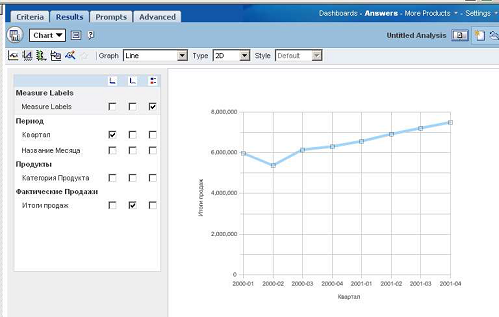 Criteria Results Prompts Advanced
Dashboards - Answers - More Products - Settings
Chart
Untitled Analysis
Graph Line Type 2D Style Default
Measure Labels
Measure Labels
Период
Квартал
Название Месяца
Продукты
Категория Продукта
Фактические Продажи
Итоги продаж
8,000,000
6,000,000
4,000,000
2,000,000
0
Итоги продаж
2000-01 2000-02 2000-03 2000-04 2001-01 2001-02 2001-03 2001-04
Квартал